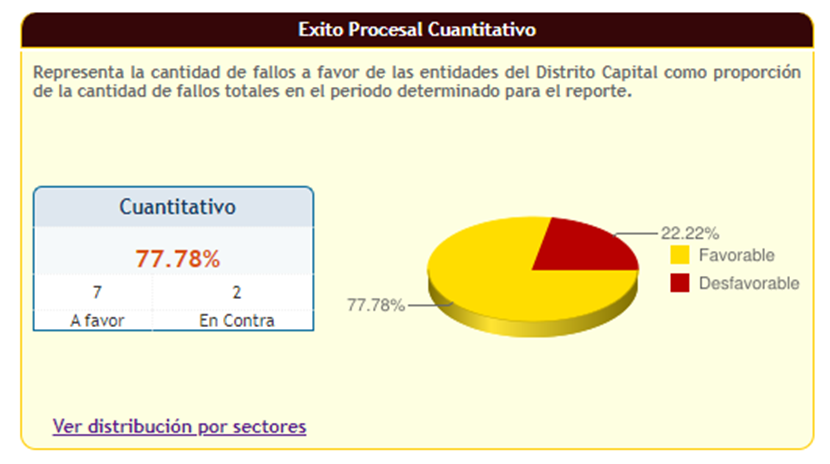 Exito Procesal Cuantitativo
Representa la cantidad de fallos a favor de las entidades del Distrito Capital como proporción
de la cantidad de fallos totales en el periodo determinado para el reporte.
Cuantitativo
77.78%
7 2
A favor En Contra
22.22%
Favorable
Desfavorable
77.78%
Ver distribución por sectores